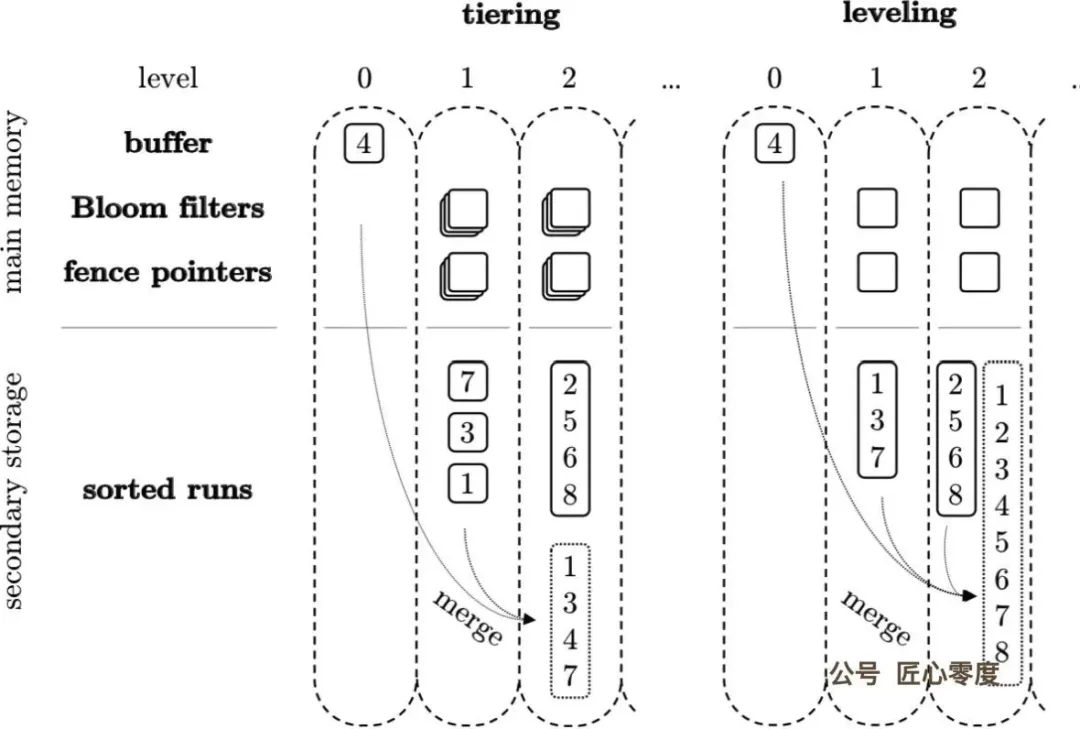 tiering leveling
level 0 1 2 ... 0 1 2
buffer 4 4
Bloom filters
fence pointers
main memory
secondary storage
sorted runs
7
3
1
2
5
6
8
1
3
4
7
merge
1
3
7
2
5
6
8
1
2
3
4
5
6
7
8
merge
公号 匠心零度